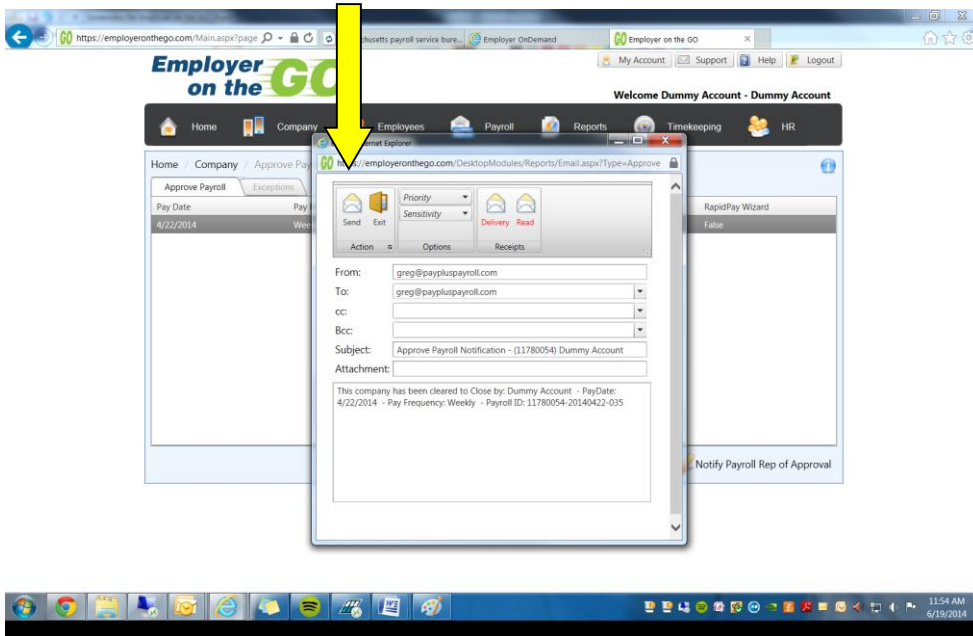 https://employeronthego.com/Main.aspx?page
chusetts payroll service bure...
Employer OnDemand
Employer on the GO
Employer on the GO
My Account
Support
Help
Logout
Welcome Dummy Account - Dummy Account
Home
Company
Employees
Payroll
Reports
Timekeeping
HR
Home / Company / Approve Pay
Approve Payroll
Exceptions
Pay Date
Pay
RapidPay Wizard
4/22/2014
Wee
False
ernet Explorer
https://employeronthego.com/DesktopModules/Reports/Email.aspx?Type=Approve
Send
Exit
Priority
Sensitivity
Delivery
Read
Action
Options
Receipts
From: greg@paypluspayroll.com
To: greg@paypluspayroll.com
cc:
Bcc:
Subject: Approve Payroll Notification - (11780054) Dummy Account
Attachment:
This company has been cleared to Close by: Dummy Account - PayDate:
4/22/2014 - Pay Frequency: Weekly - Payroll ID: 11780054-20140422-035
Notify Payroll Rep of Approval
11:54 AM
6/19/2014